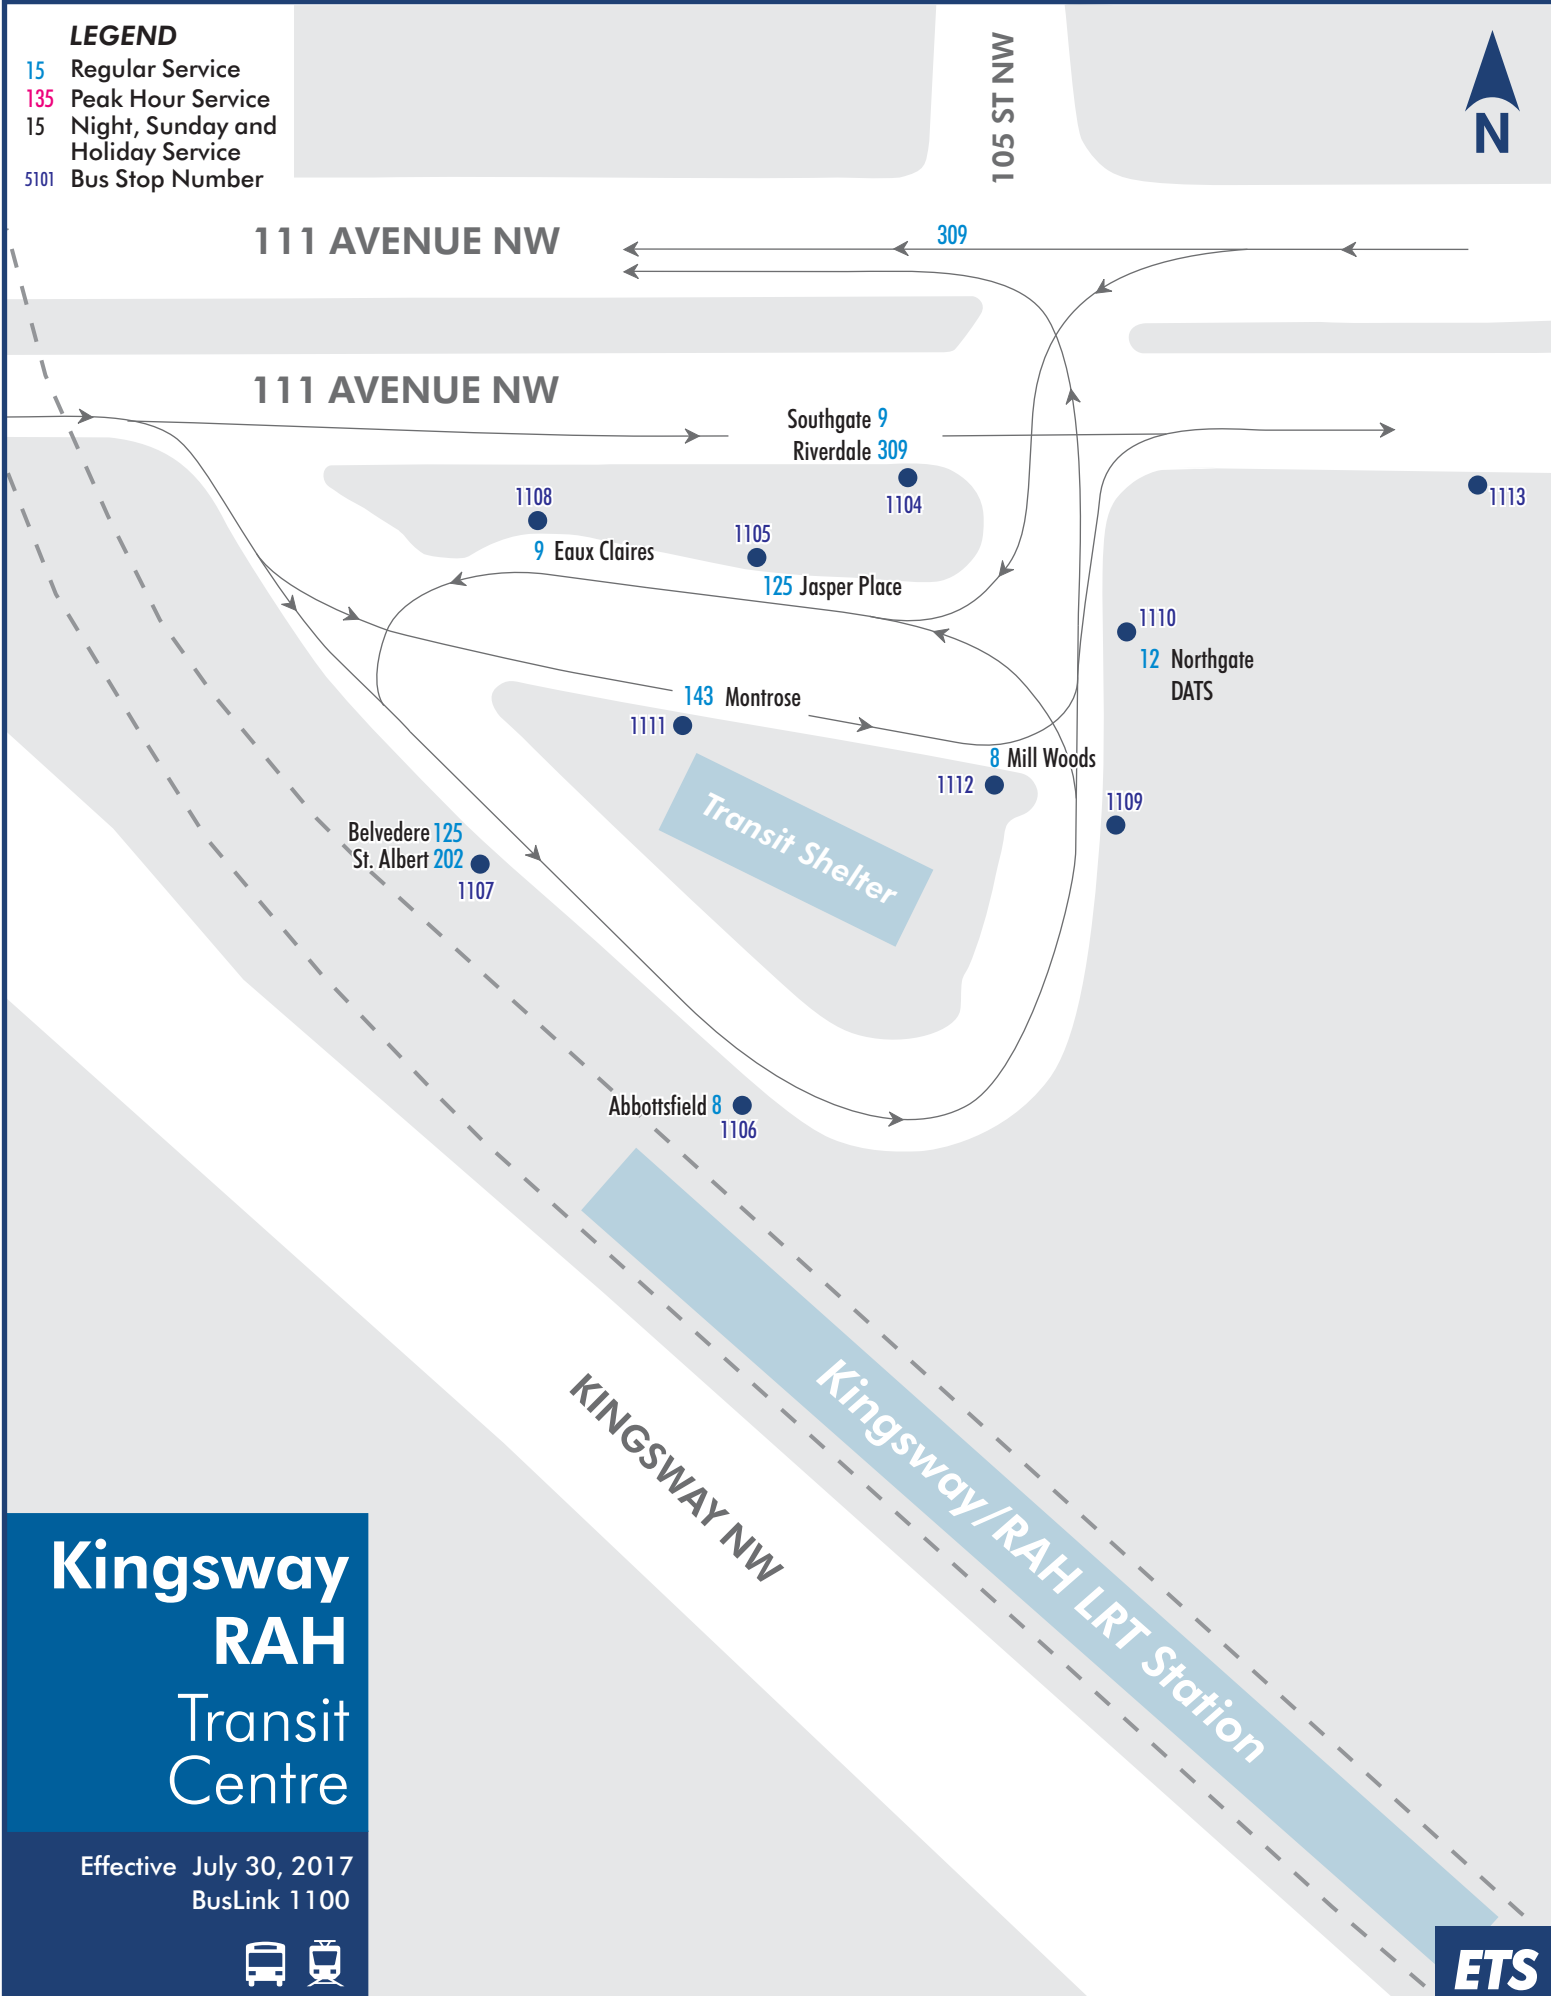 LEGEND
15 Regular Service
135 Peak Hour Service
15 Night, Sunday and
Holiday Service
5101 Bus Stop Number
105 ST NW
N
111 AVENUE NW
309
111 AVENUE NW
Southgate 9
Riverdale 309
1104
1108
9 Eaux Claires
1105
125 Jasper Place
1113
1110
12 Northgate
DATS
143 Montrose
1111
8 Mill Woods
1112
1109
Transit Shelter
Belvedere 125
St. Albert 202
1107
Abbottsfield 8
1106
KINGSWAY NW
Kingsway/RAH LRT Station
Kingsway
RAH
Transit
Centre
Effective July 30, 2017
BusLink 1100
ETS